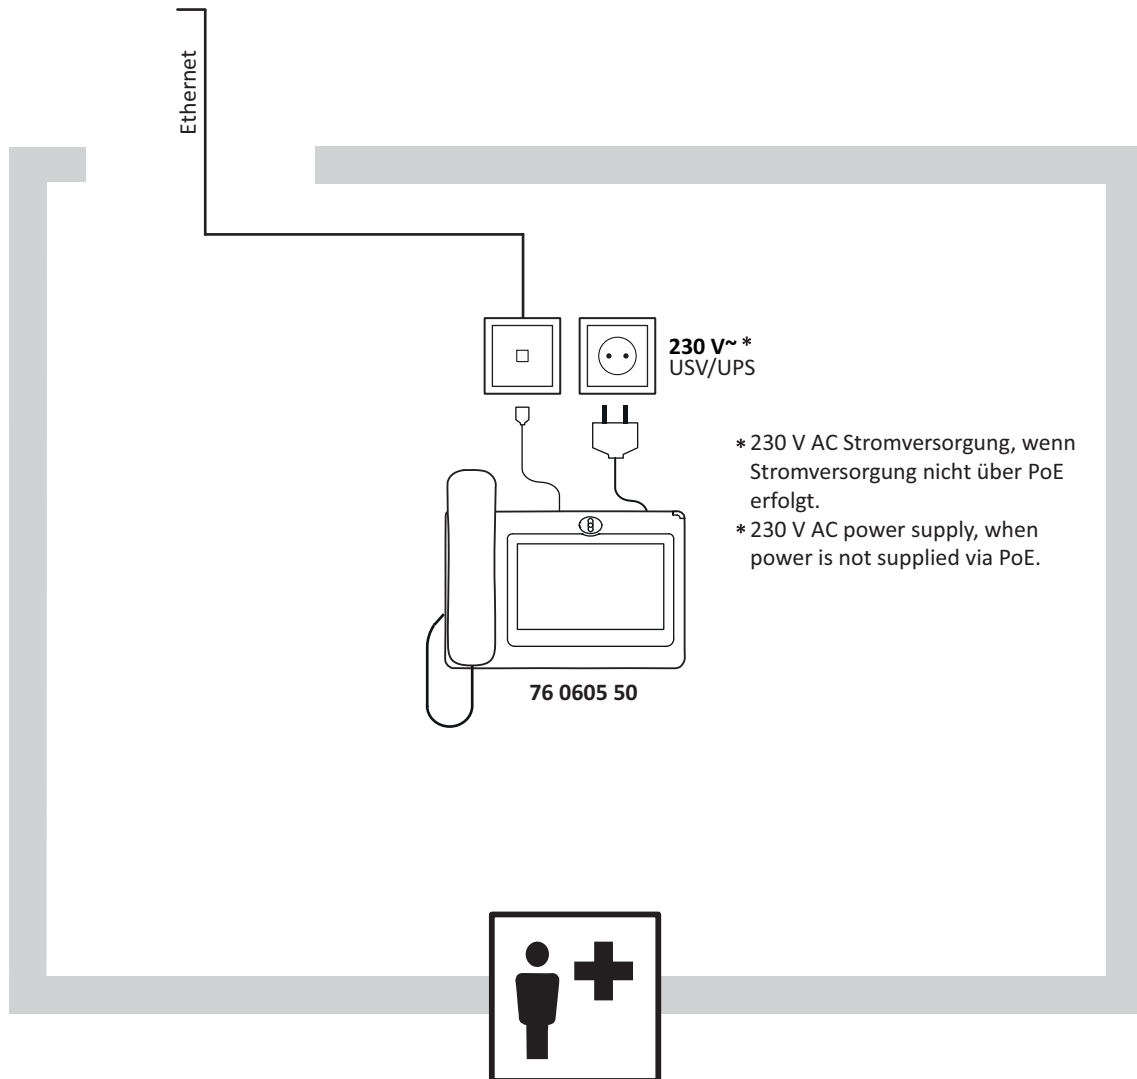 Ethernet
230 V~ *
USV/UPS
* 230 V AC Stromversorgung, wenn
Stromversorgung nicht über PoE
erfolgt.
* 230 V AC power supply, when
power is not supplied via PoE.
76 0605 50